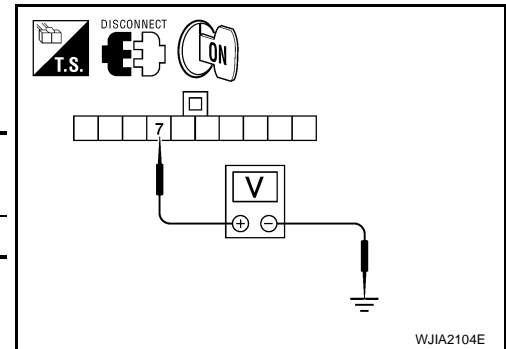 DISCONNECT
T.S.
ON
7
V
+ −
WJIA2104E